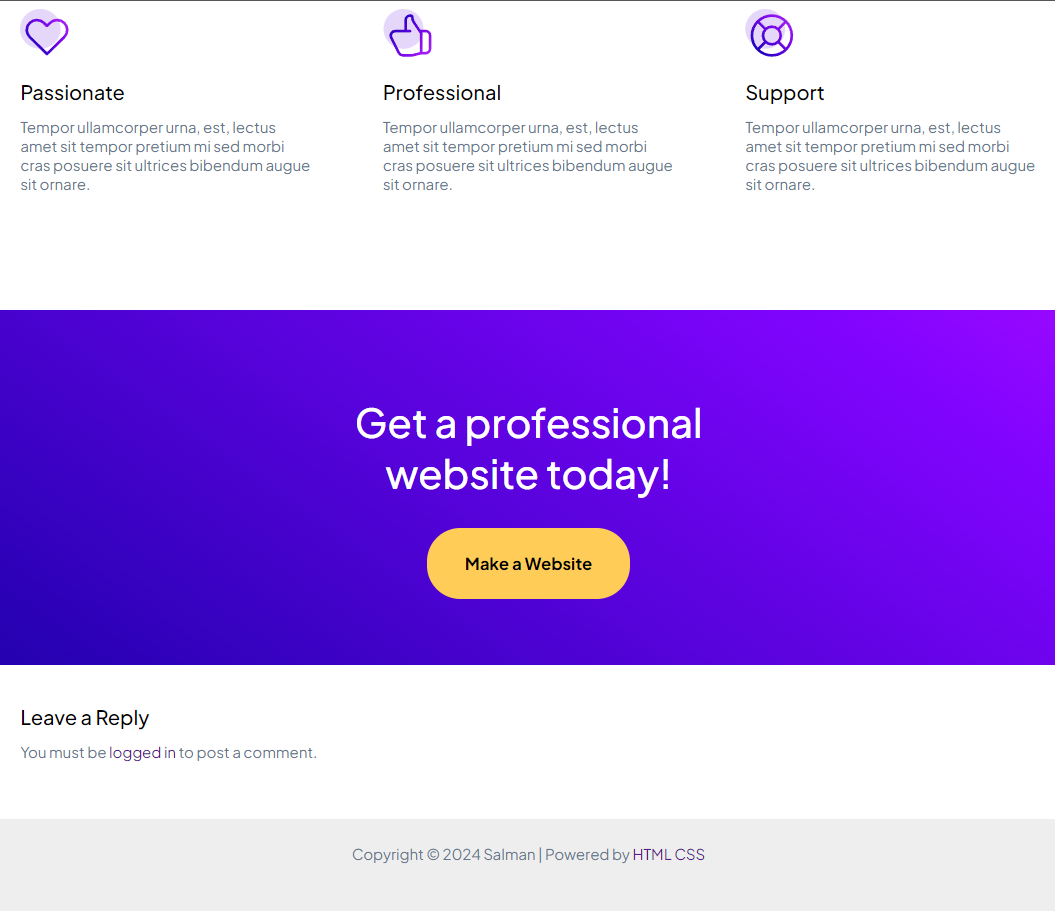 Passionate
Tempor ullamcorper urna, est, lectus
amet sit tempor pretium mi sed morbi
cras posuere sit ultrices bibendum augue
sit ornare.
Professional
Tempor ullamcorper urna, est, lectus
amet sit tempor pretium mi sed morbi
cras posuere sit ultrices bibendum augue
sit ornare.
Support
Tempor ullamcorper urna, est, lectus
amet sit tempor pretium mi sed morbi
cras posuere sit ultrices bibendum augue
sit ornare.
Get a professional
website today!
Make a Website
Leave a Reply
You must be logged in to post a comment.
Copyright © 2024 Salman | Powered by HTML CSS